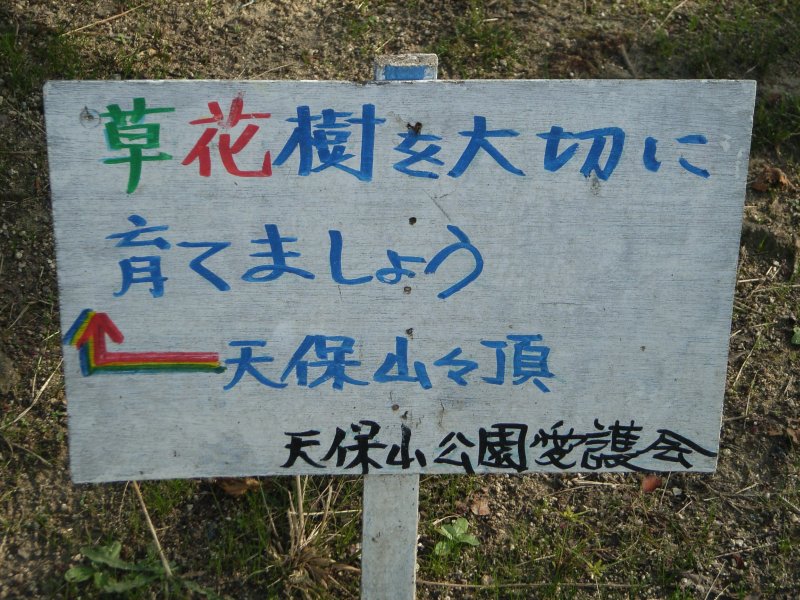 草花樹を大切に
育てましょう
天保山々頂
天保山公園愛護会